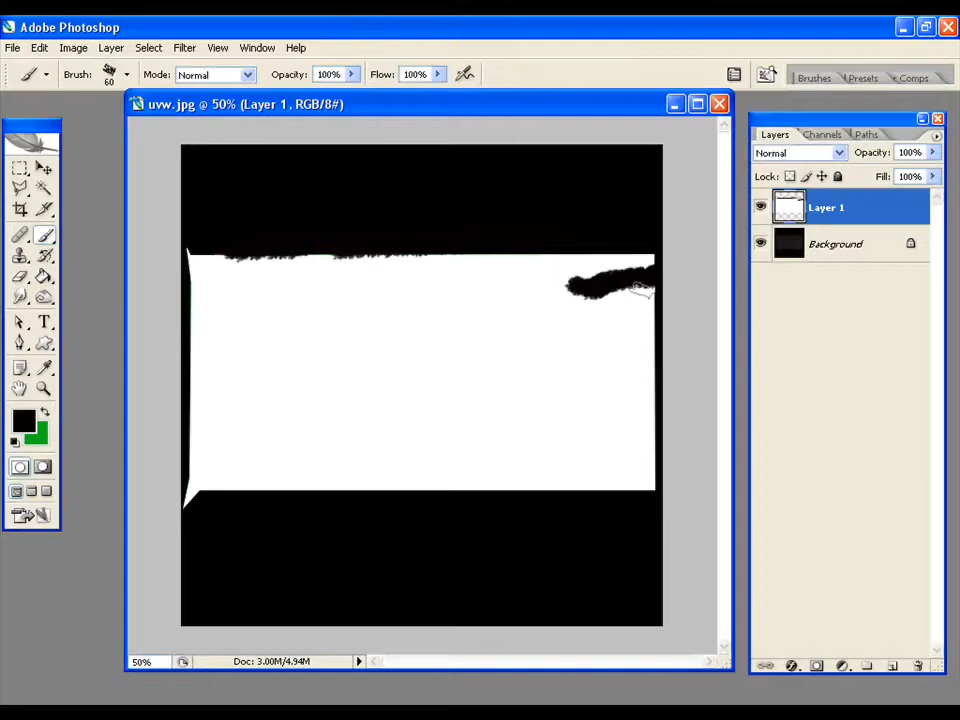 Adobe Photoshop
File Edit Image Layer Select Filter View Window Help
Brush: 60 Mode: Normal Opacity: 100% Flow: 100% Brushes Presets Comps
uvw.jpg @ 50% (Layer 1, RGB/8#)
Layers Channels Paths
Normal Opacity: 100%
Lock: Fill: 100%
Layer 1
Background
T
50% Doc: 3.00M/4.94M